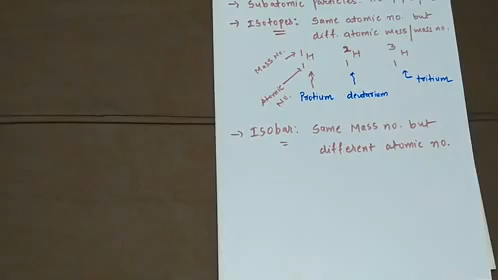 → Subatomic particles:
→ Isotopes: Same atomic no. but
diff. atomic mass/mass no.
Mass No. → 1 H 2 H 3 H
Atomic No. → 1 1 1
Protium deutarium tritium
→ ISObar: Same Mass no. but
different atomic no.